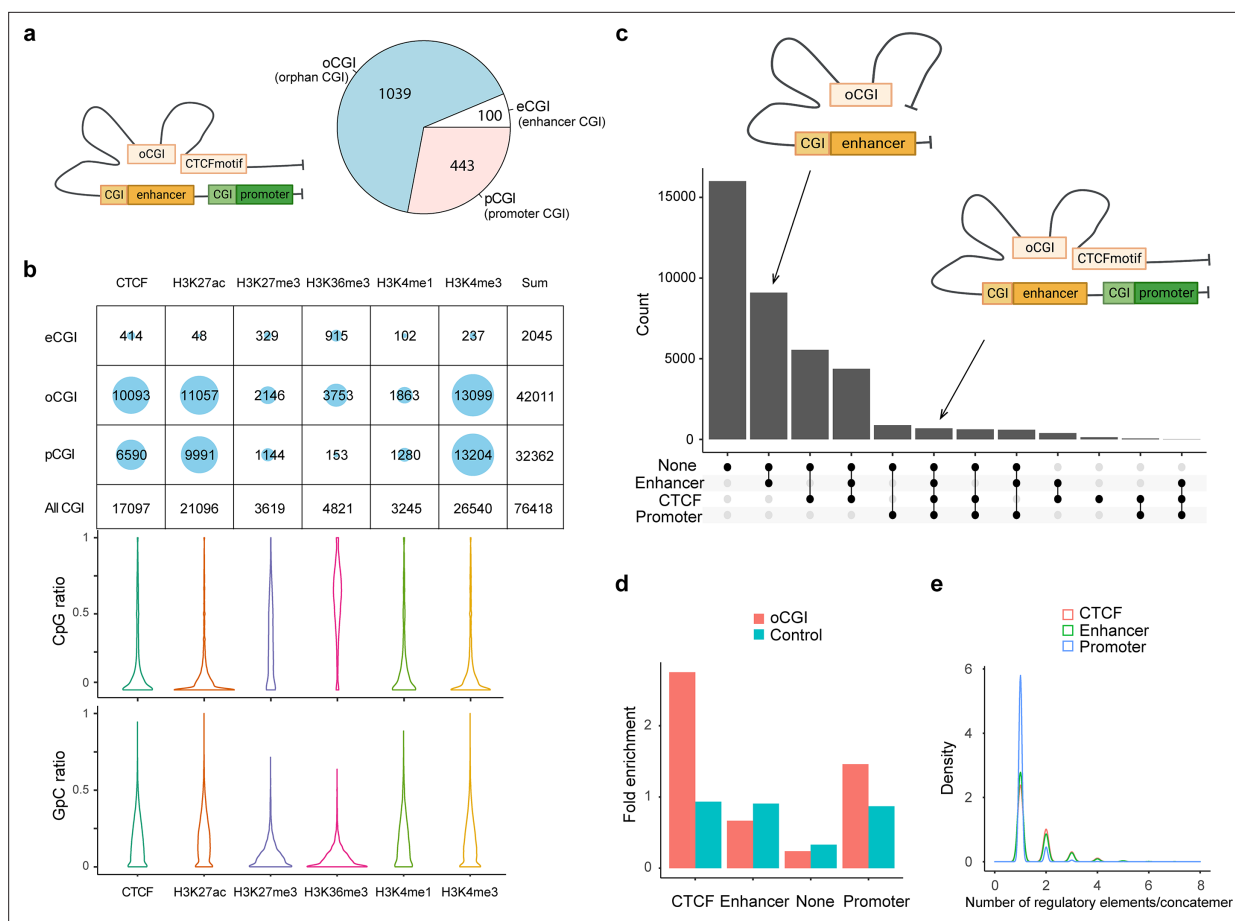 a
oCGI
(orphan CGI)
1039
eCGI
(enhancer CGI)
100
443
pCGI
(promoter CGI)
oCGI
CTCFmotif
CGI enhancer CGI promoter
b
CTCF H3K27ac H3K27me3 H3K36me3 H3K4me1 H3K4me3 Sum
eCGI 414 48 329 915 102 237 2045
oCGI 10093 11057 2146 3753 1863 13099 42011
pCGI 6590 9991 1144 153 1280 13204 32362
All CGI 17097 21096 3619 4821 3245 26540 76418
CpG ratio
1
0.5
0
GpC ratio
1
0.5
0
CTCF H3K27ac H3K27me3 H3K36me3 H3K4me1 H3K4me3
c
oCGI
CGI enhancer
oCGI
CTCFmotif
CGI enhancer CGI promoter
Count
15000
10000
5000
0
None
Enhancer
CTCF
Promoter
d
oCGI
Control
Fold enrichment
2
1
0
CTCF Enhancer None Promoter
e
CTCF
Enhancer
Promoter
Density
6
4
2
0
0 2 4 6 8
Number of regulatory elements/concatemer